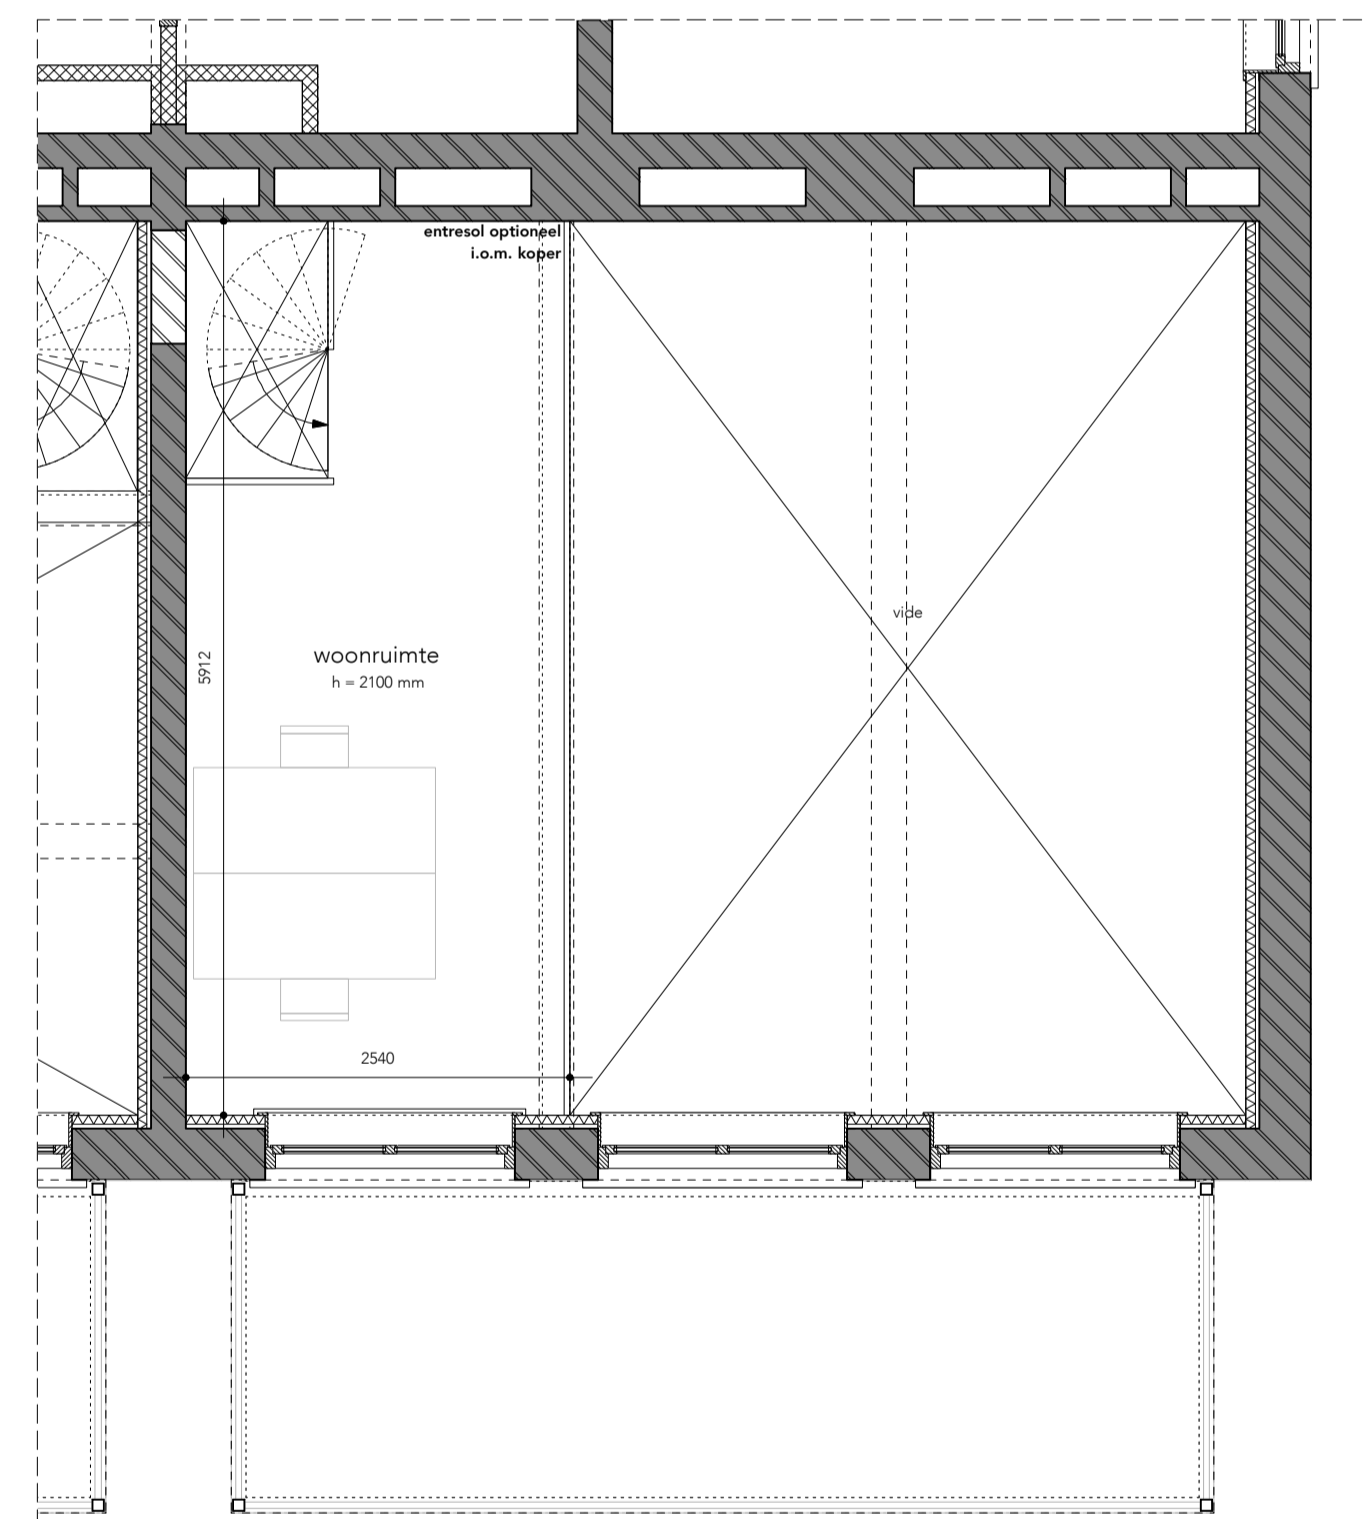 entresol optioneel
i.o.m. koper
vide
woonruimte
h = 2100 mm
5912
2540